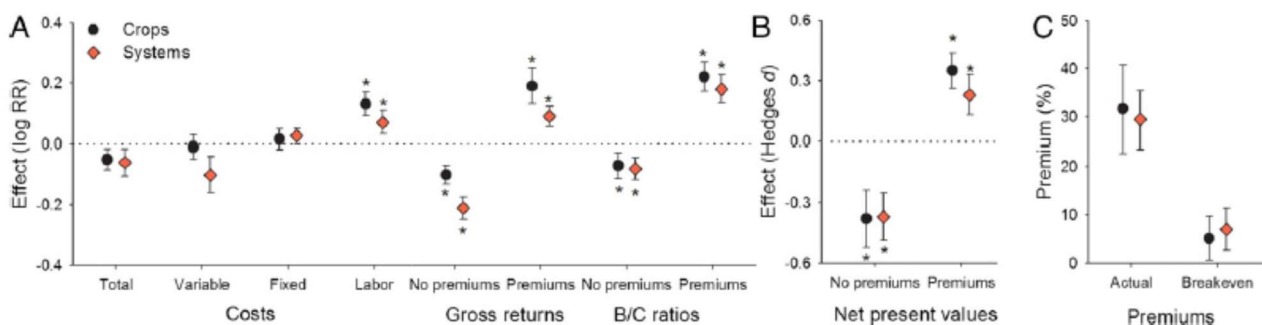 A
Crops
Systems
Effect (log RR)
0.4
0.2
0.0
-0.2
-0.4
* * * * * * * * * *
Total Variable Fixed Labor No premiums Premiums No premiums Premiums
Costs Gross returns B/C ratios
B
Effect (Hedges d)
0.3
0.0
-0.3
-0.6
* * * *
No premiums Premiums
Net present values
C
Premium (%)
50
40
30
20
10
0
Actual Breakeven
Premiums